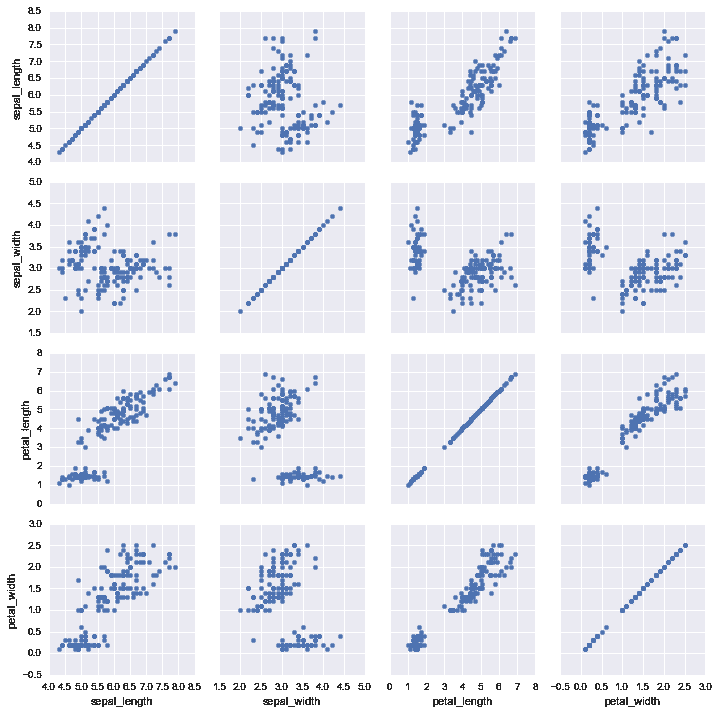 8.5
8.0
7.5
7.0
6.5
6.0
5.5
5.0
4.5
4.0
sepal_length
5.0
4.5
4.0
3.5
3.0
2.5
2.0
1.5
sepal_width
8
7
6
5
4
3
2
1
0
petal_length
3.0
2.5
2.0
1.5
1.0
0.5
0.0
−0.5
petal_width
4.0 4.5 5.0 5.5 6.0 6.5 7.0 7.5 8.0 8.5
sepal_length
1.5 2.0 2.5 3.0 3.5 4.0 4.5 5.0
sepal_width
0 1 2 3 4 5 6 7 8
petal_length
−0.5 0.0 0.5 1.0 1.5 2.0 2.5 3.0
petal_width